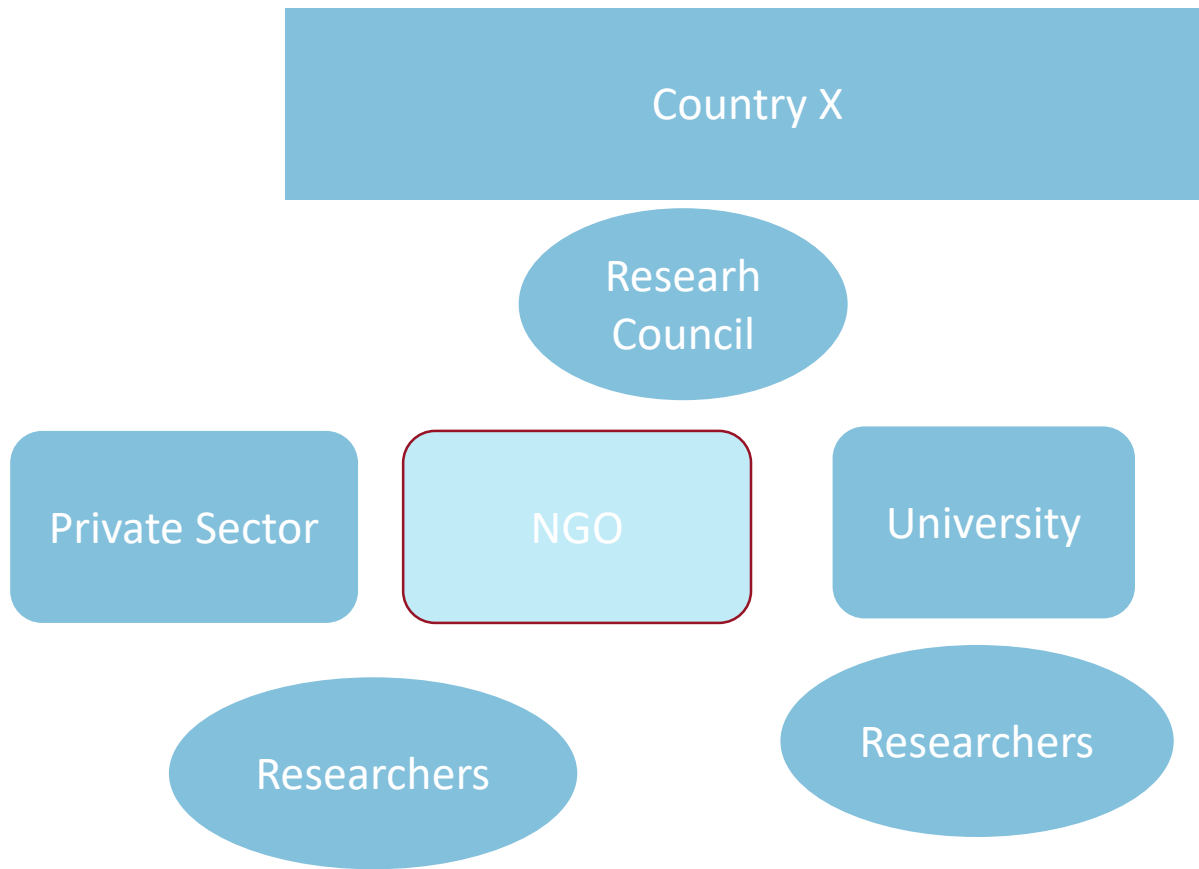 Country X
Researh
Council
Private Sector
NGO
University
Researchers
Researchers